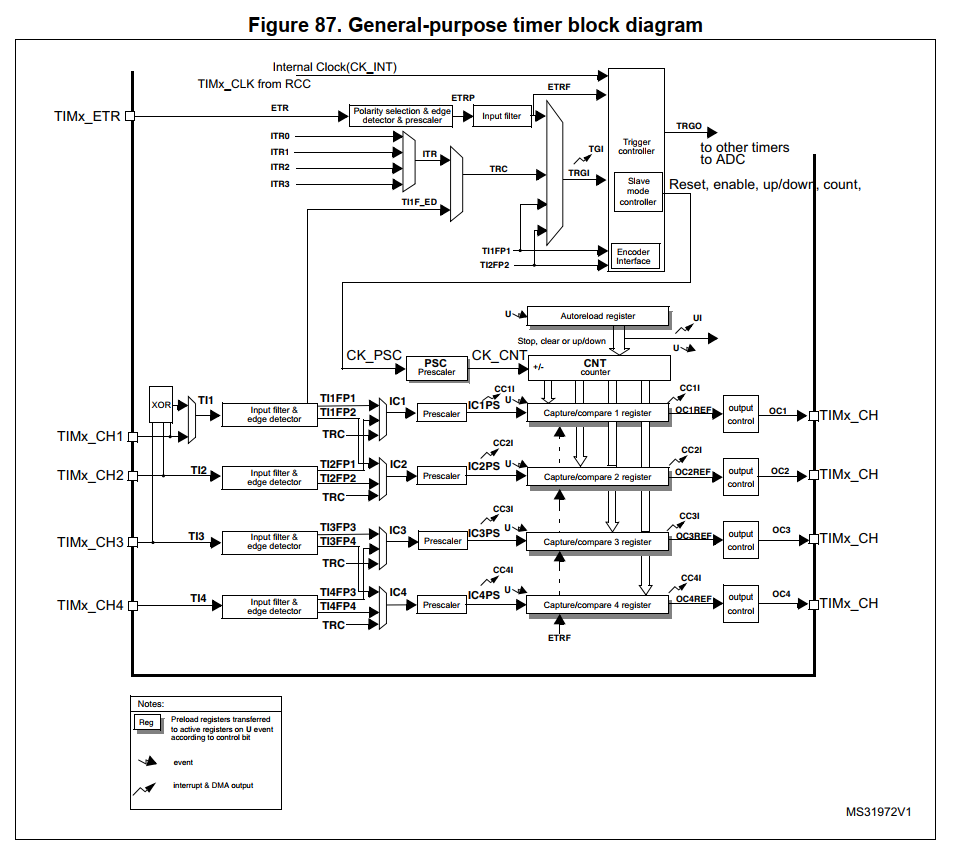 Figure 87. General-purpose timer block diagram
Internal Clock(CK_INT)
TIMx_CLK from RCC
ETRF
ETRP
ETR
TIMx_ETR
Polarity selection & edge
detector & prescaler
Input filter
ITR0
ITR1
ITR2
ITR3
ITR
TRC
TI1F_ED
TGI
TRGI
Trigger
controller
TRGO
to other timers
to ADC
Slave
mode
controller
Reset, enable, up/down, count,
TI1FP1
TI2FP2
Encoder
Interface
U
Autoreload register
UI
U
Stop, clear or up/down
CK_PSC
PSC
Prescaler
CK_CNT
+/-
CNT
counter
XOR
TI1
Input filter &
edge detector
TI1FP1
TI1FP2
TRC
IC1
Prescaler
CC1I
IC1PS
U
Capture/compare 1 register
CC1I
OC1REF
output
control
OC1
TIMx_CH
TIMx_CH1
TIMx_CH2
TI2
Input filter &
edge detector
TI2FP1
TI2FP2
TRC
IC2
Prescaler
CC2I
IC2PS
U
Capture/compare 2 register
CC2I
OC2REF
output
control
OC2
TIMx_CH
TIMx_CH3
TI3
Input filter &
edge detector
TI3FP3
TI3FP4
TRC
IC3
Prescaler
CC3I
IC3PS
U
Capture/compare 3 register
CC3I
OC3REF
output
control
OC3
TIMx_CH
TIMx_CH4
TI4
Input filter &
edge detector
TI4FP3
TI4FP4
TRC
IC4
Prescaler
CC4I
IC4PS
U
Capture/compare 4 register
CC4I
OC4REF
output
control
OC4
TIMx_CH
ETRF
Notes:
Reg
Preload registers transferred
to active registers on U event
according to control bit
event
interrupt & DMA output
MS31972V1